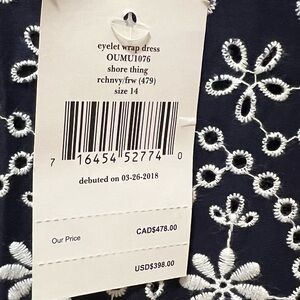 eyelet wrap dress
OUMU1076
shore thing
rchnvy/frw (479)
size 14
7 16454 52774 0
debuted on 03-26-2018
Our Price CAD$478.00
USD$398.00